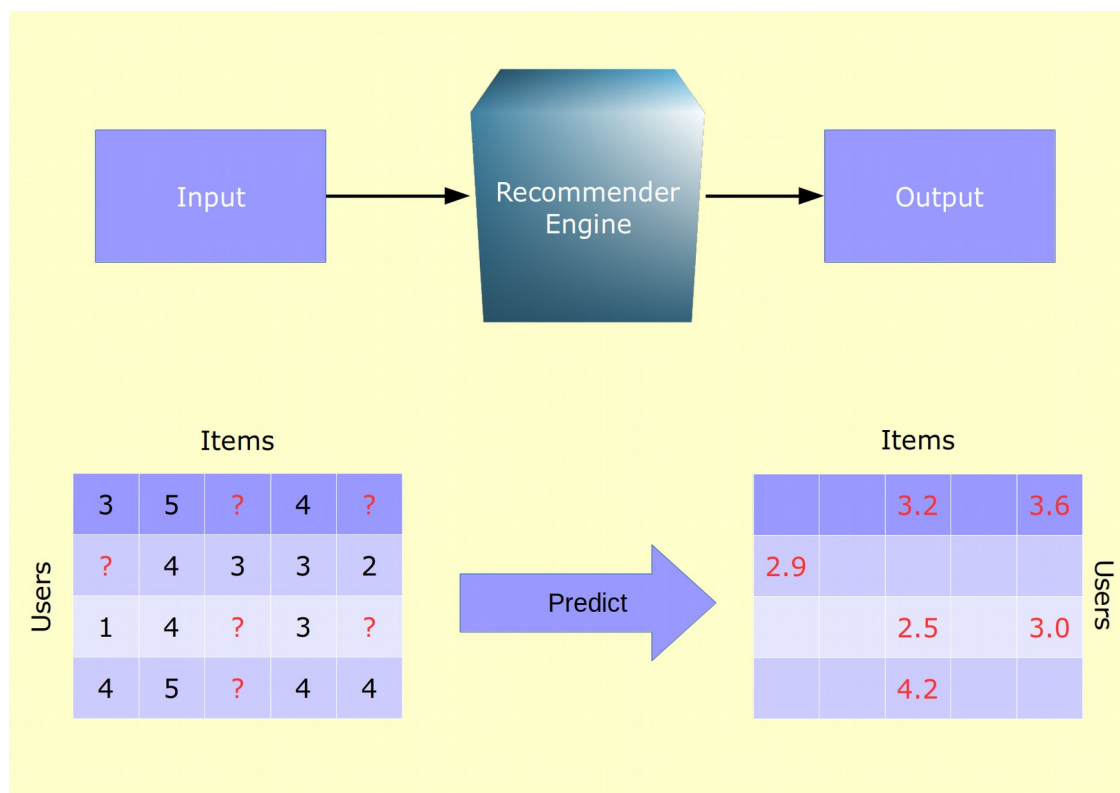 Input
Recommender
Engine
Output
Items
3 5 ? 4 ?
? 4 3 3 2
1 4 ? 3 ?
4 5 ? 4 4
Users
Predict
Items
3.2 3.6
2.9
2.5 3.0
4.2
Users